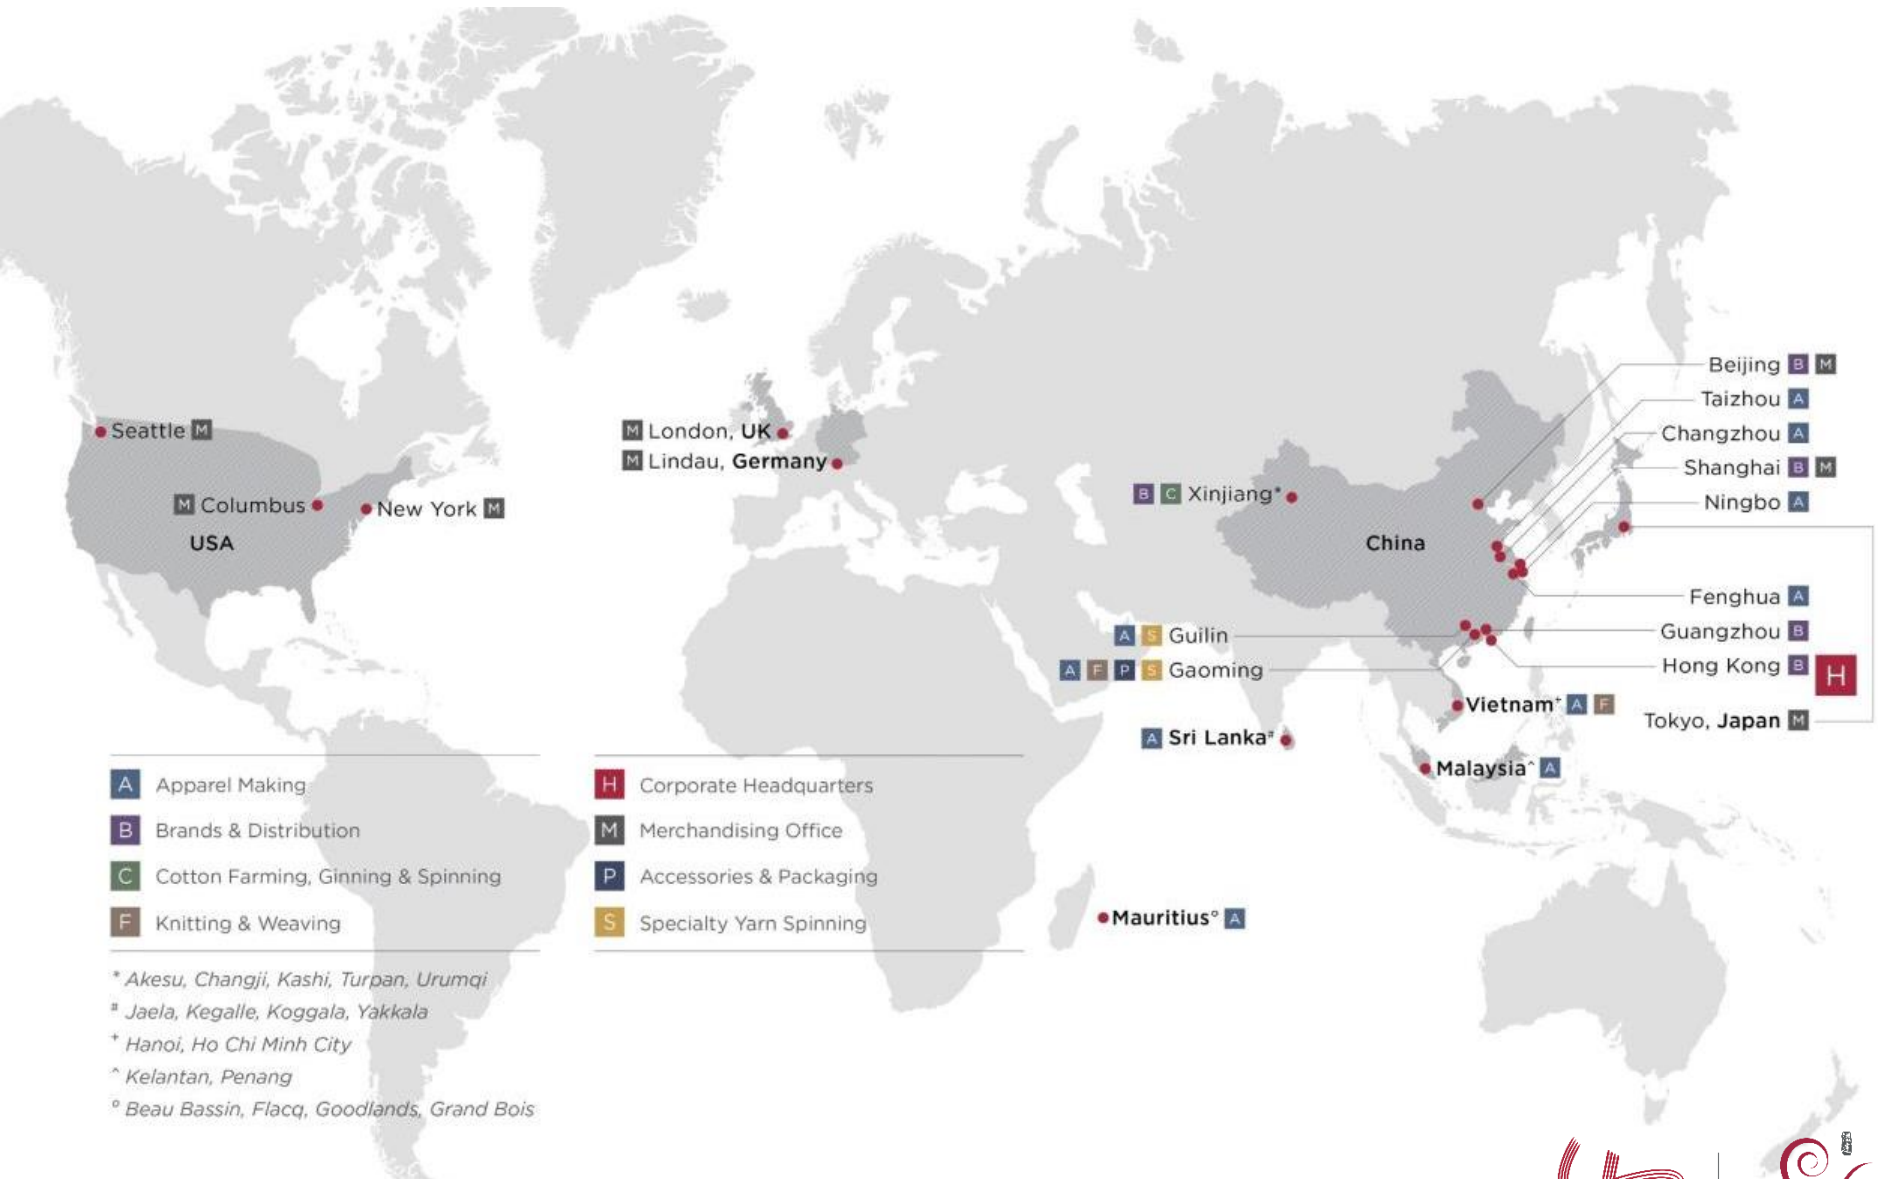 Beijing B M
Taizhou A
Changzhou A
Shanghai B M
Ningbo A
Seattle M
M London, UK
M Lindau, Germany
B C Xinjiang*
M Columbus
New York M
USA
China
Fenghua A
A S Guilin
Guangzhou B
A F P S Gaoming
Hong Kong B H
Vietnam+ A F
Tokyo, Japan M
A Sri Lanka#
Malaysia^ A
A Apparel Making
B Brands & Distribution
C Cotton Farming, Ginning & Spinning
F Knitting & Weaving
H Corporate Headquarters
M Merchandising Office
P Accessories & Packaging
S Specialty Yarn Spinning
Mauritius° A
* Akesu, Changji, Kashi, Turpan, Urumqi
# Jaela, Kegalle, Koggala, Yakkala
+ Hanoi, Ho Chi Minh City
^ Kelantan, Penang
° Beau Bassin, Flacq, Goodlands, Grand Bois